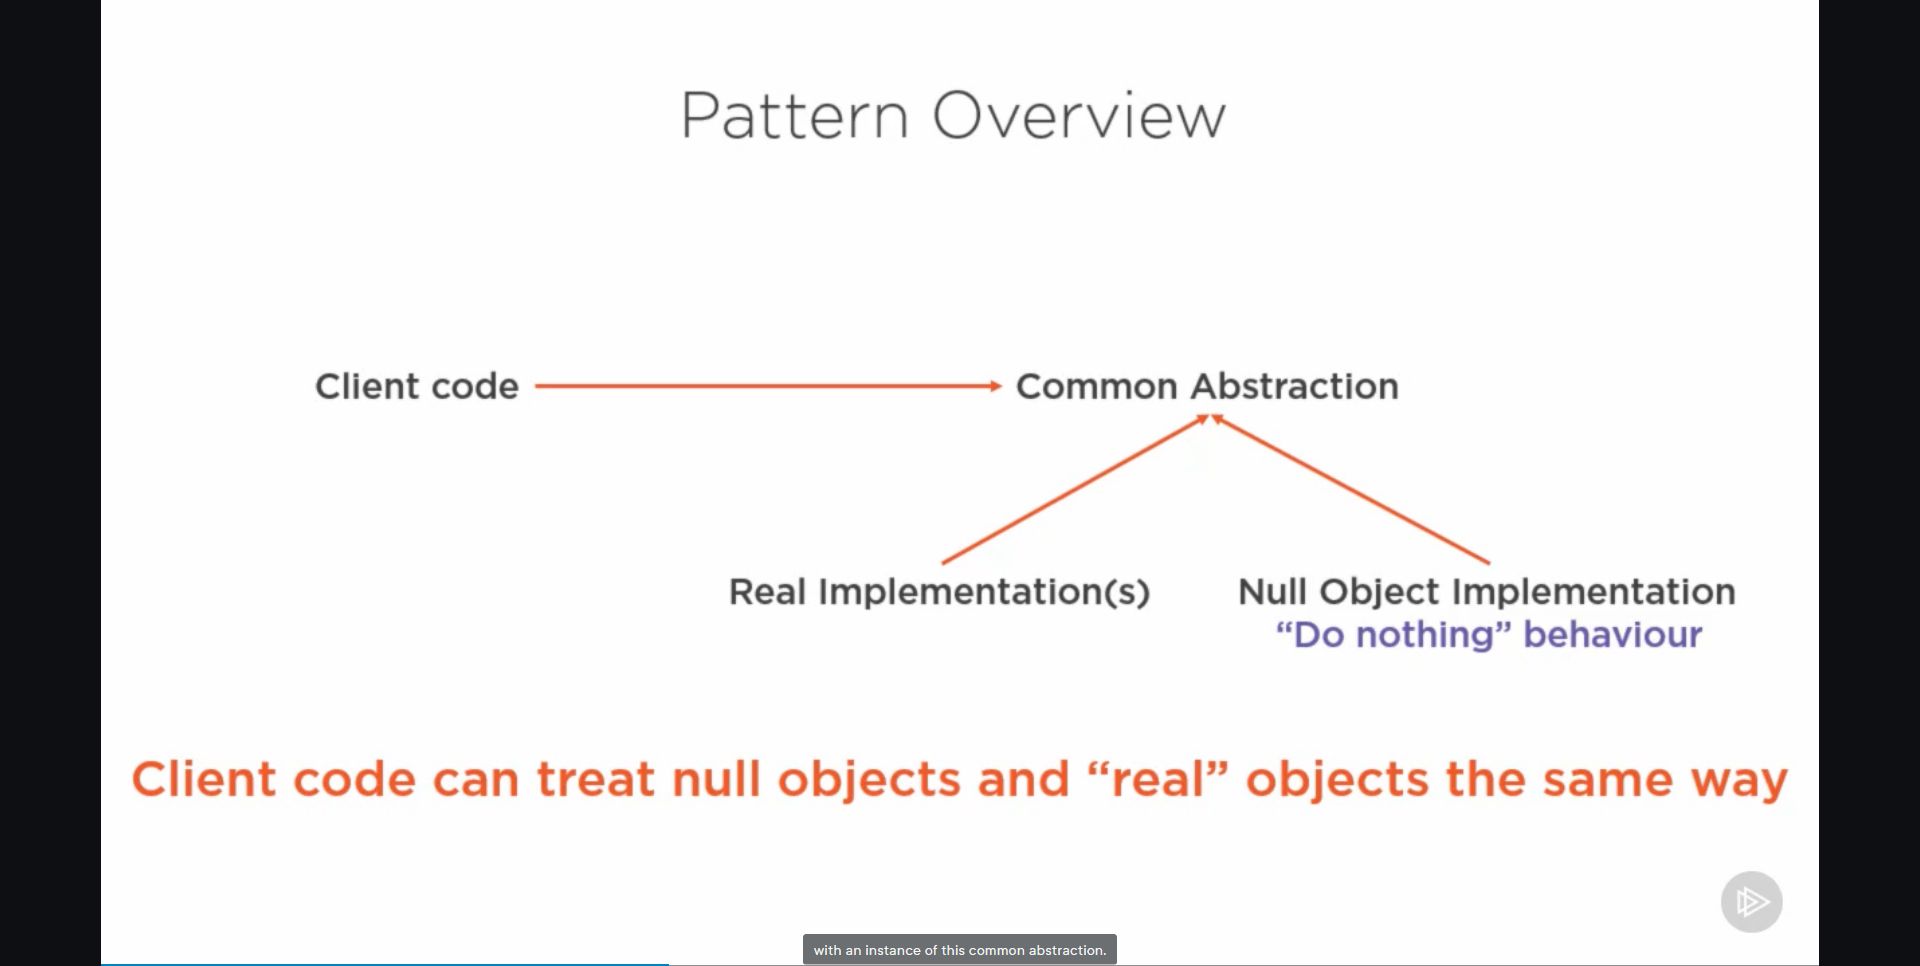 Pattern Overview
Client code
Common Abstraction
Real Implementation(s)
Null Object Implementation
“Do nothing” behaviour
Client code can treat null objects and “real” objects the same way
with an instance of this common abstraction.